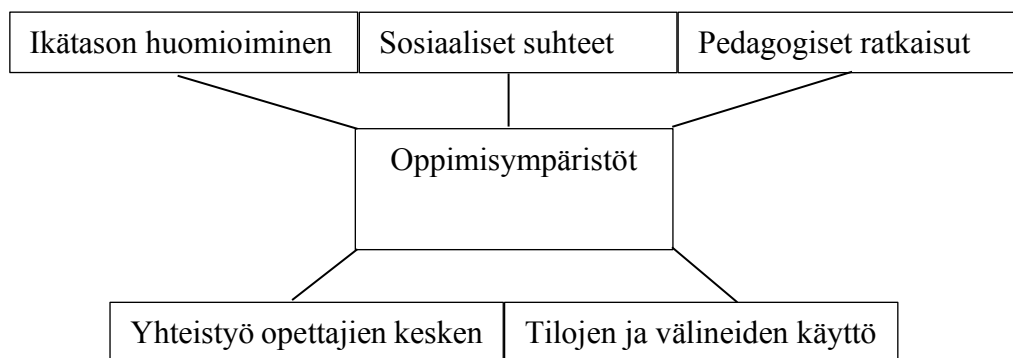 Ikätason huomioiminen
Sosiaaliset suhteet
Pedagogiset ratkaisut
Oppimisympäristöt
Yhteistyö opettajien kesken
Tilojen ja välineiden käyttö